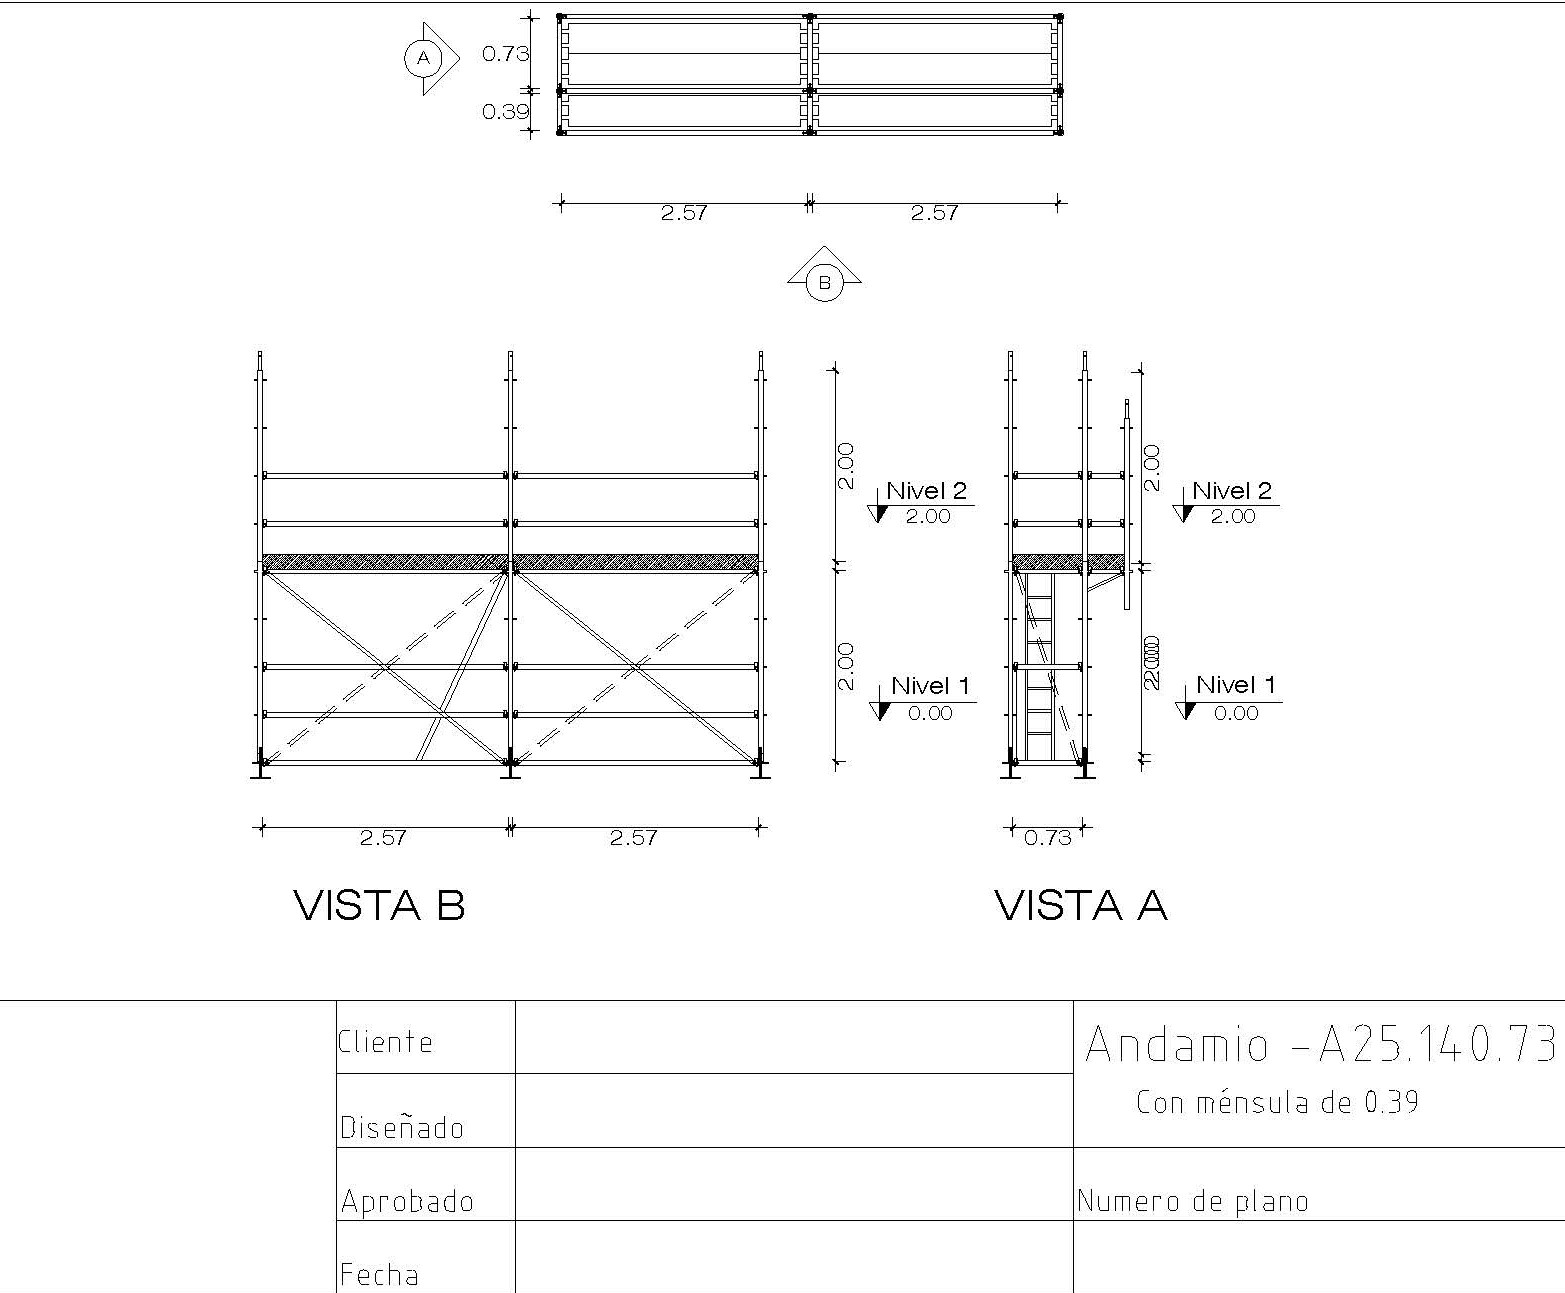 A
0.73
0.39
2.57
2.57
B
2.00
2.00
Nivel 2
2.00
Nivel 2
2.00
2.00
Nivel 1
0.00
Nivel 1
0.00
2.57
2.57
0.73
VISTA B
VISTA A
Cliente
Andamio -A25.140.73
Con ménsula de 0.39
Diseñado
Aprobado
Numero de plano
Fecha